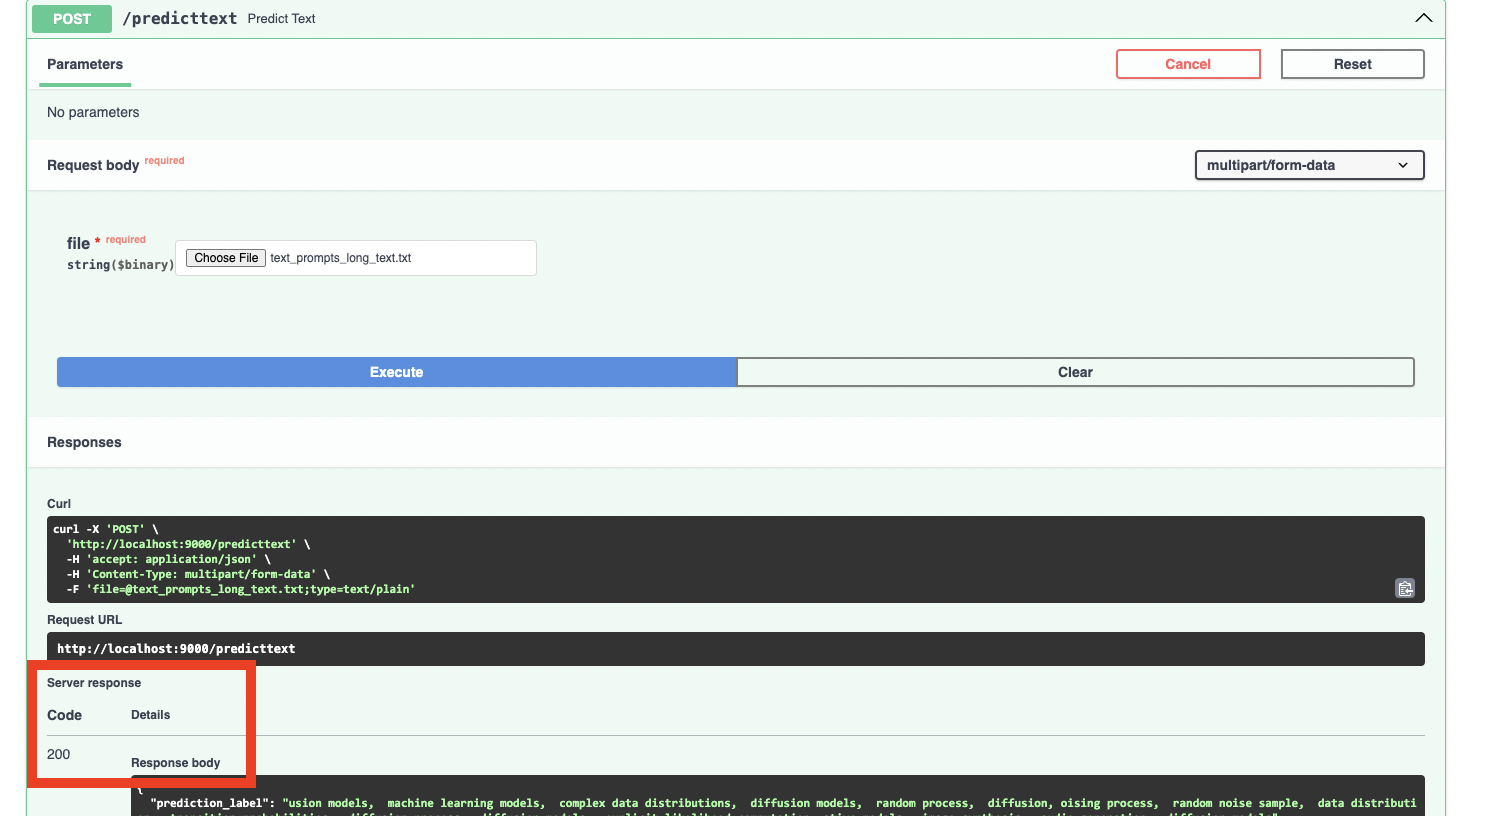 POST /predicttext Predict Text
Parameters Cancel Reset
No parameters
Request body required multipart/form-data
file * required
string($binary) Choose File text_prompts_long_text.txt
Execute Clear
Responses
Curl
curl -X 'POST' \
'http://localhost:9000/predicttext' \
-H 'accept: application/json' \
-H 'Content-Type: multipart/form-data' \
-F 'file=@text_prompts_long_text.txt;type=text/plain'
Request URL
http://localhost:9000/predicttext
Server response
Code Details
200
Response body
{
"prediction_label": "usion models,  machine learning models,  complex data distributions,  diffusion models,  random process,  diffusion, oising process,  random noise sample,  data distributi